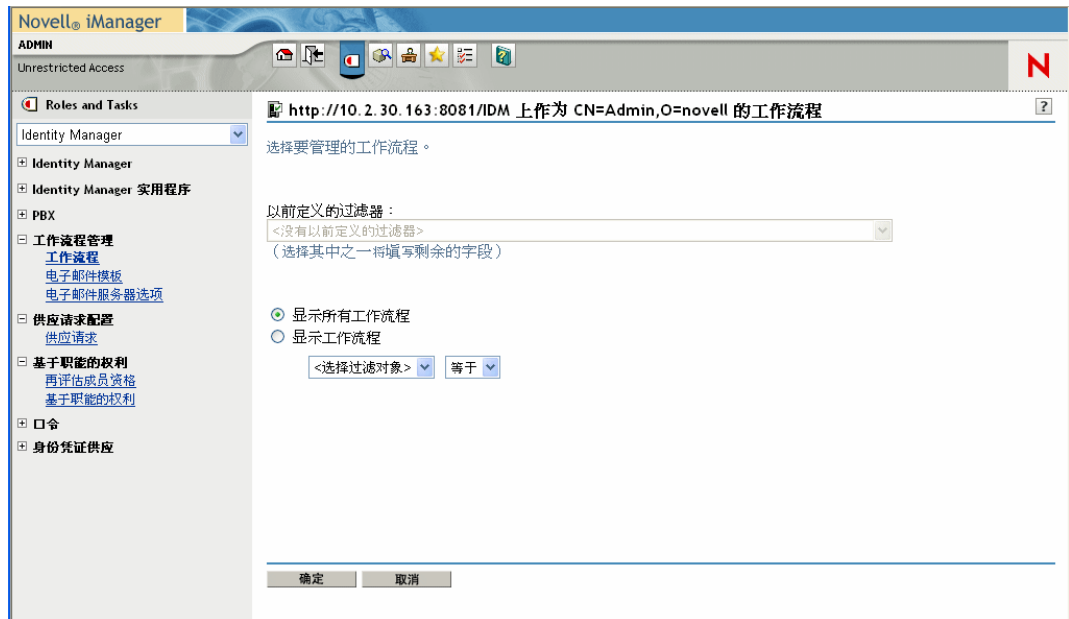 Novell® iManager
ADMIN
Unrestricted Access
N
Roles and Tasks
Identity Manager
Identity Manager
Identity Manager 实用程序
PBX
工作流程管理
工作流程
电子邮件模板
电子邮件服务器选项
供应请求配置
供应请求
基于职能的权利
再评估成员资格
基于职能的权利
口令
身份凭证供应
http://10.2.30.163:8081/IDM 上作为 CN=Admin,O=novell 的工作流程
?
选择要管理的工作流程。
以前定义的过滤器：
<没有以前定义的过滤器>
（选择其中之一将填写剩余的字段）
显示所有工作流程
显示工作流程
<选择过滤对象> 等于
确定 取消